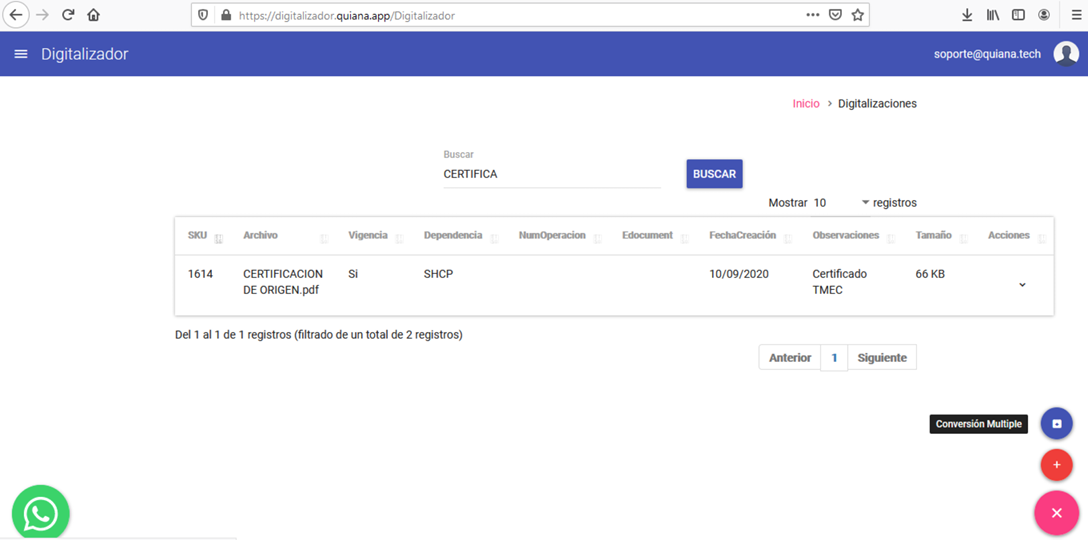 https://digitalizador.quiana.app/Digitalizador
Digitalizador
soporte@quiana.tech
Inicio > Digitalizaciones
Buscar
CERTIFICA
BUSCAR
Mostrar 10 registros
SKU Archivo Vigencia Dependencia NumOperacion Edocument FechaCreación Observaciones Tamaño Acciones
1614 CERTIFICACION Si SHCP 10/09/2020 Certificado 66 KB
DE ORIGEN.pdf TMEC
Del 1 al 1 de 1 registros (filtrado de un total de 2 registros)
Anterior 1 Siguiente
Conversión Multiple